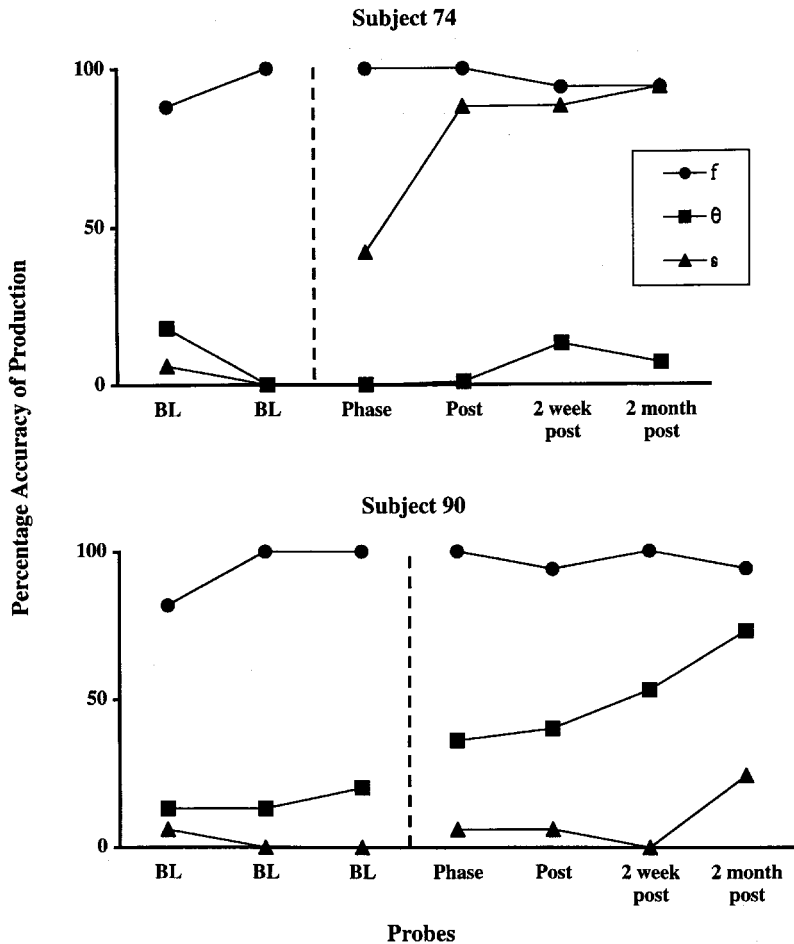 Subject 74
Percentage Accuracy of Production
100
50
0
BL BL Phase Post 2 week post 2 month post
f
θ
s
Subject 90
100
50
0
BL BL BL Phase Post 2 week post 2 month post
Probes